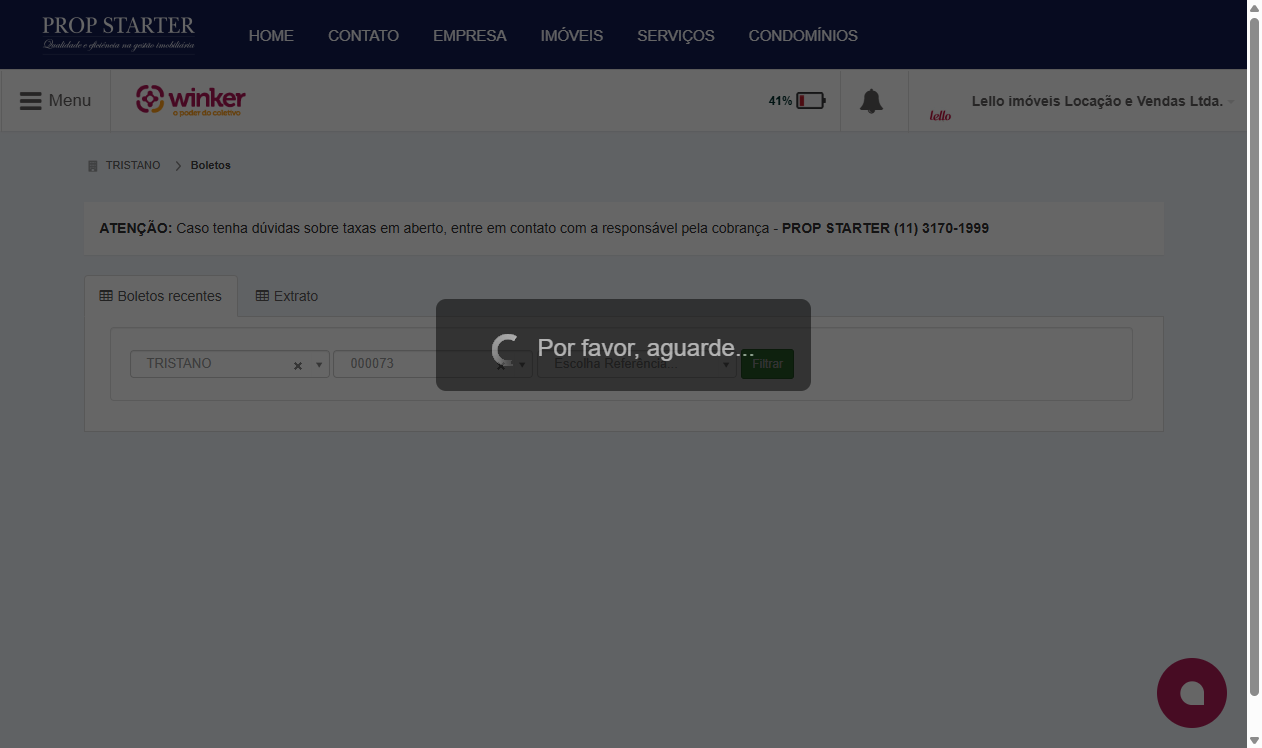 PROP STARTER
Qualidade e eficiência na gestão imobiliária
HOME CONTATO EMPRESA IMÓVEIS SERVIÇOS CONDOMÍNIOS
Menu
winker
o poder do coletivo
41%
lello
Lello imóveis Locação e Vendas Ltda.
TRISTANO > Boletos
ATENÇÃO: Caso tenha dúvidas sobre taxas em aberto, entre em contato com a responsável pela cobrança - PROP STARTER (11) 3170-1999
Boletos recentes Extrato
Por favor, aguarde...
TRISTANO × 000073 × Escolha Referência... Filtrar